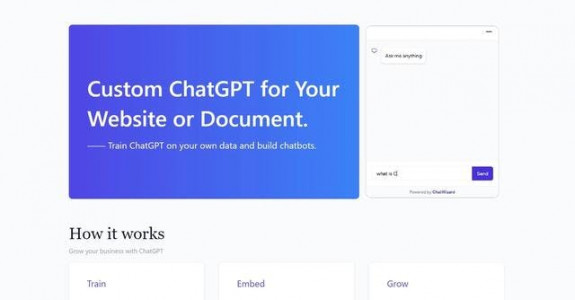 Custom ChatGPT for Your
Website or Document.
—— Train ChatGPT on your own data and build chatbots.
Ask me anything
what is
Send
Powered by ChatWizard
How it works
Grow your business with ChatGPT
Train
Embed
Grow